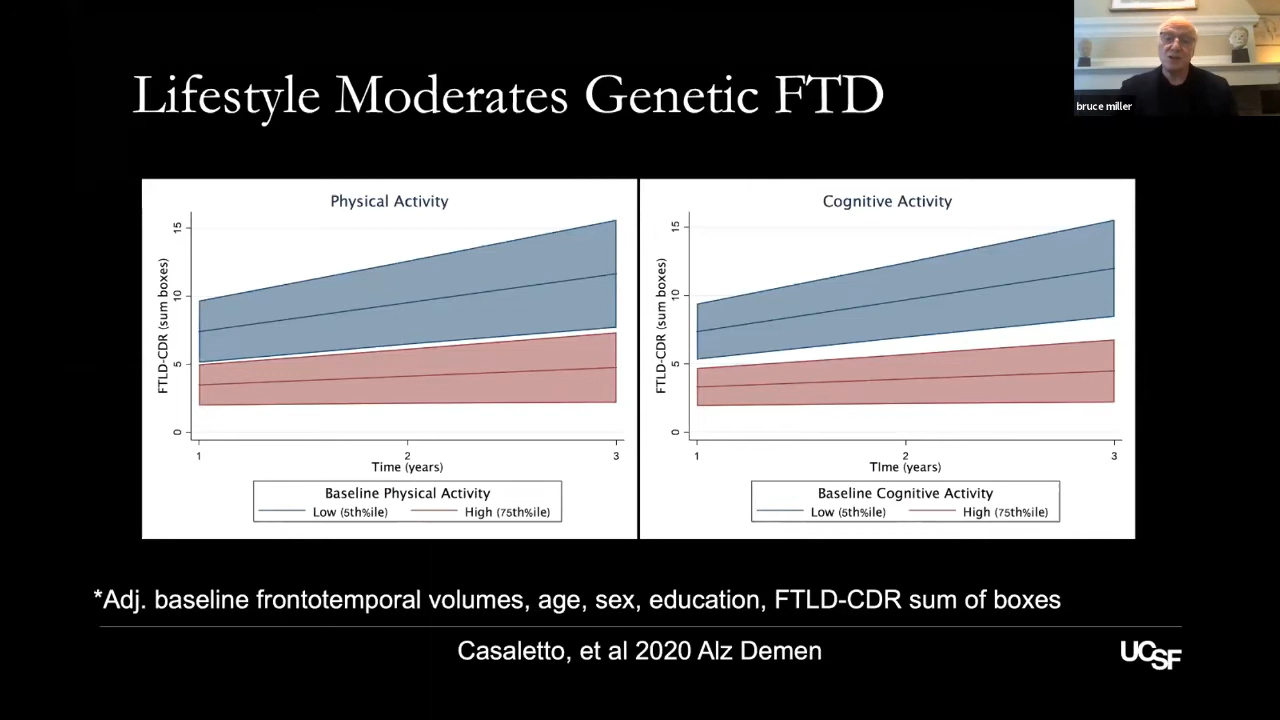 bruce miller
Lifestyle Moderates Genetic FTD
Physical Activity
FTLD-CDR (sum boxes)
15
10
5
0
1 2 3
Time (years)
Baseline Physical Activity
Low (5th%ile) High (75th%ile)
Cognitive Activity
FTLD-CDR (sum boxes)
15
10
5
0
1 2 3
TIme (years)
Baseline Cognitive Activity
Low (5th%ile) High (75th%ile)
*Adj. baseline frontotemporal volumes, age, sex, education, FTLD-CDR sum of boxes
Casaletto, et al 2020 Alz Demen
UCSF